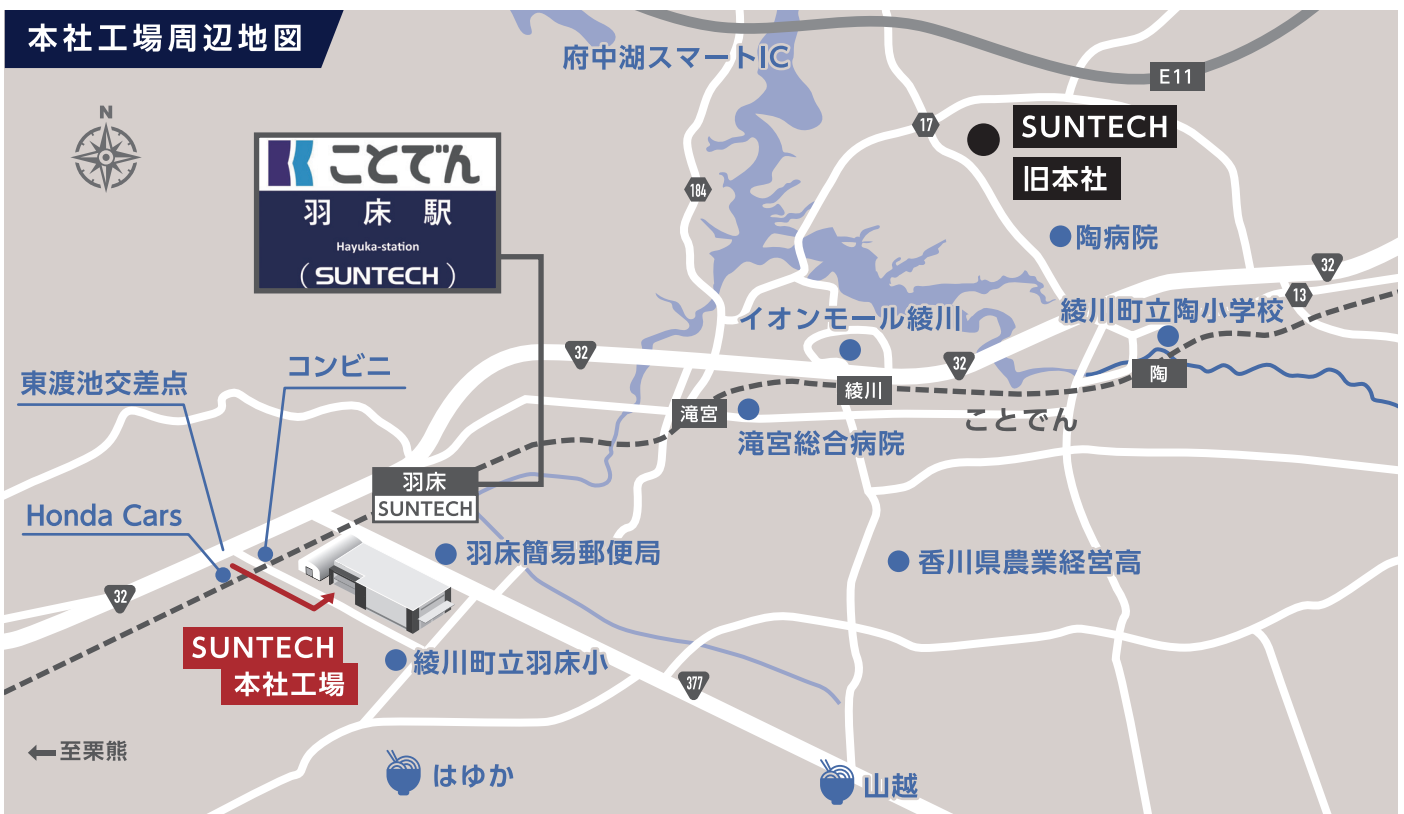 本社工場周辺地図
府中湖スマートIC
E11
N
17
SUNTECH
旧本社
ことでん
羽床駅
Hayuka-station
(SUNTECH)
184
陶病院
32
13
イオンモール綾川
綾川町立陶小学校
コンビニ
32
32
東渡池交差点
陶
綾川
滝宮
ことでん
滝宮総合病院
羽床
SUNTECH
Honda Cars
羽床簡易郵便局
香川県農業経営高
32
SUNTECH
本社工場
綾川町立羽床小
377
至栗熊
はゆか
山越